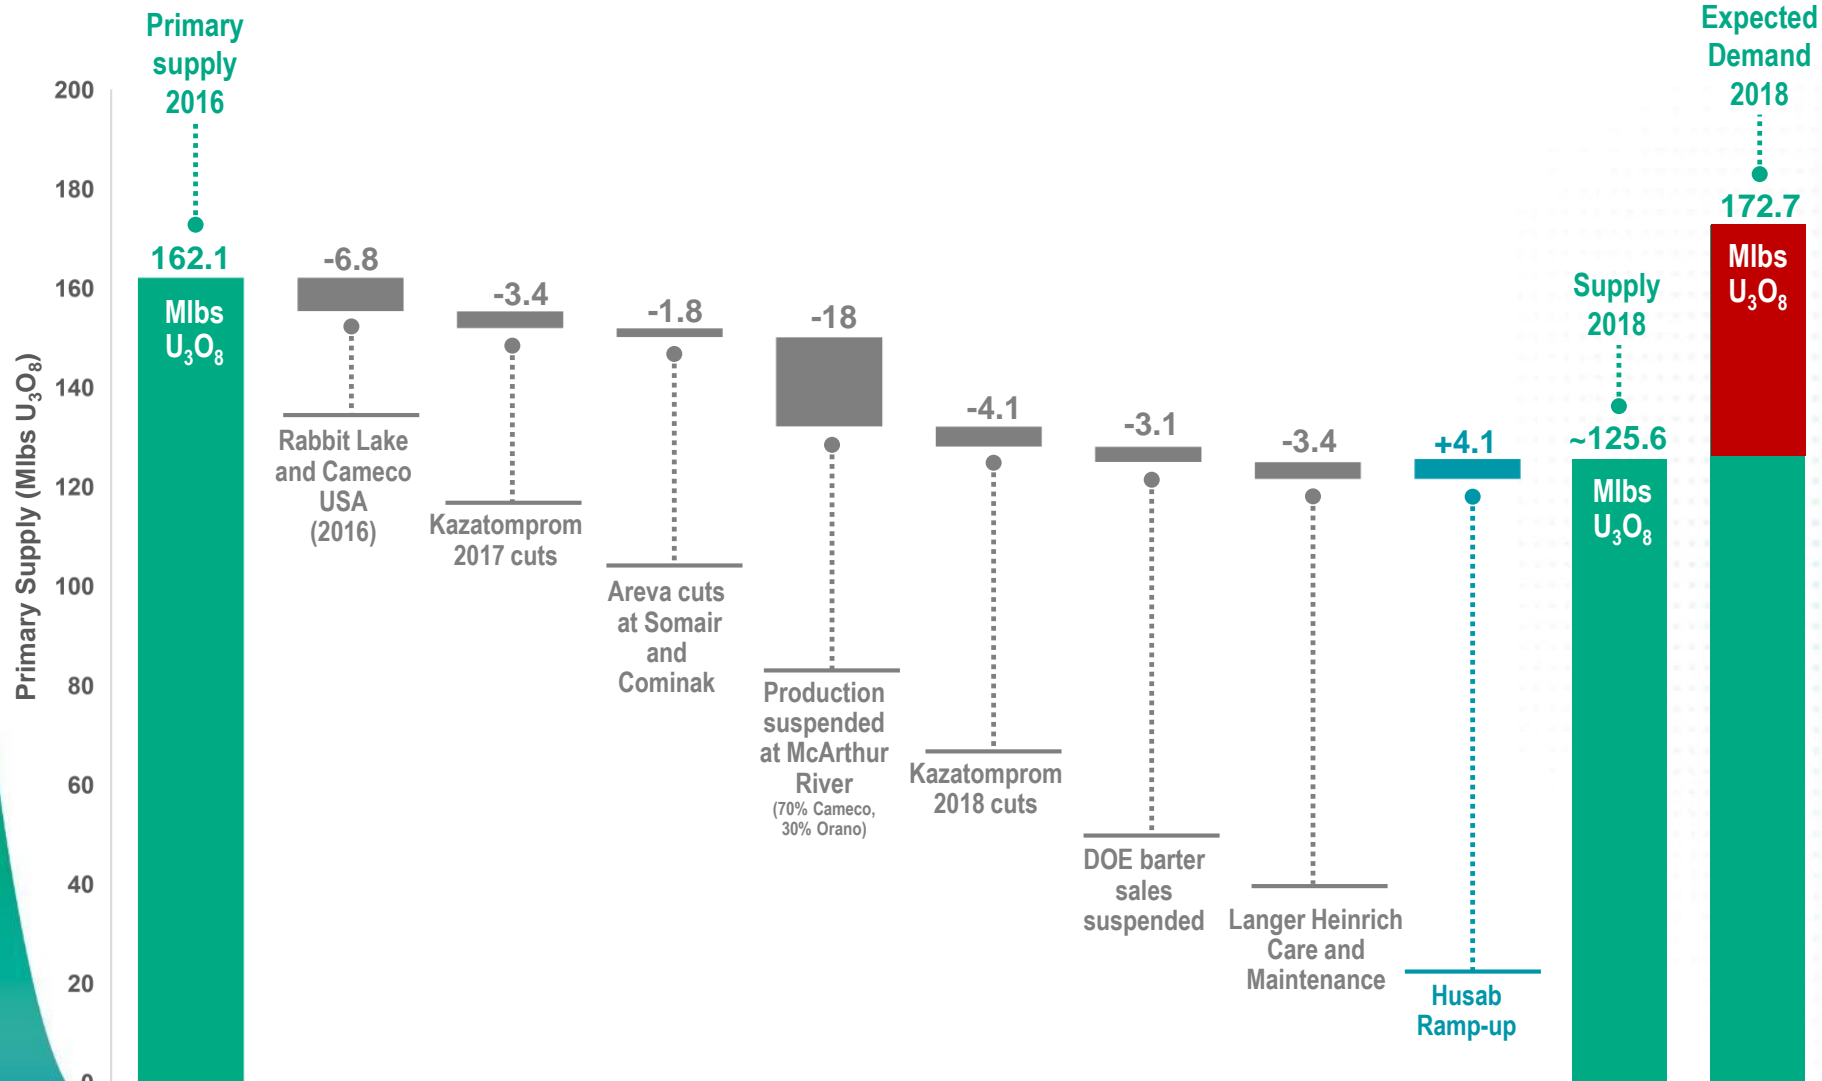 Primary
supply
2016
Expected
Demand
2018
Primary Supply (Mlbs U₃O₈)
200
180
160
140
120
100
80
60
40
20
0
162.1
Mlbs
U₃O₈
-6.8
Rabbit Lake
and Cameco
USA
(2016)
-3.4
Kazatomprom
2017 cuts
-1.8
Areva cuts
at Somair
and
Cominak
-18
Production
suspended
at McArthur
River
(70% Cameco,
30% Orano)
-4.1
Kazatomprom
2018 cuts
-3.1
DOE barter
sales
suspended
-3.4
Langer Heinrich
Care and
Maintenance
+4.1
Husab
Ramp-up
Supply
2018
~125.6
Mlbs
U₃O₈
172.7
Mlbs
U₃O₈